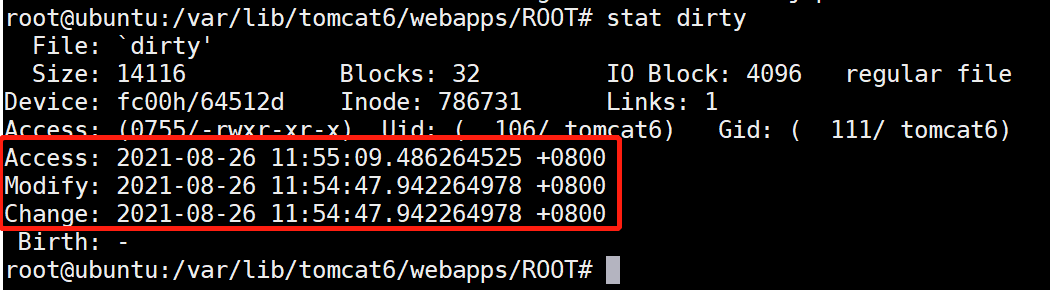 root@ubuntu:/var/lib/tomcat6/webapps/ROOT# stat dirty
  File: `dirty'
  Size: 14116           Blocks: 32         IO Block: 4096   regular file
Device: fc00h/64512d    Inode: 786731      Links: 1
Access: (0755/-rwxr-xr-x)  Uid: (  106/ tomcat6)   Gid: (  111/ tomcat6)
Access: 2021-08-26 11:55:09.486264525 +0800
Modify: 2021-08-26 11:54:47.942264978 +0800
Change: 2021-08-26 11:54:47.942264978 +0800
 Birth: -
root@ubuntu:/var/lib/tomcat6/webapps/ROOT#